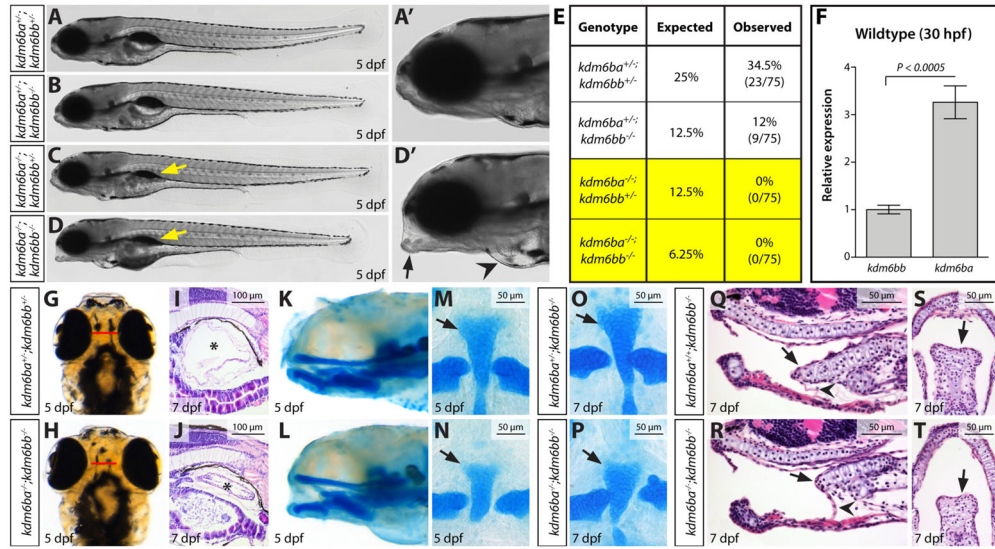 A
kdm6ba+/-;
kdm6bb+/-
5 dpf
A'
B
kdm6ba+/-;
kdm6bb-/-
5 dpf
C
kdm6ba-/-;
kdm6bb+/-
5 dpf
D
kdm6ba-/-;
kdm6bb-/-
5 dpf
D'
E
Genotype Expected Observed
kdm6ba+/-;
kdm6bb+/-
25%
34.5%
(23/75)
kdm6ba+/-;
kdm6bb-/-
12.5%
12%
(9/75)
kdm6ba-/-;
kdm6bb+/-
12.5%
0%
(0/75)
kdm6ba-/-;
kdm6bb-/-
6.25%
0%
(0/75)
F
Wildtype (30 hpf)
P < 0.0005
Relative expression
4
3
2
1
0
kdm6bb kdm6ba
kdm6ba+/-;kdm6bb+/-
G
5 dpf
I
100 µm
*
7 dpf
K
5 dpf
M
50 µm
5 dpf
O
50 µm
7 dpf
Q
50 µm
7 dpf
S
50 µm
7 dpf
kdm6ba-/-;kdm6bb-/-
H
5 dpf
J
100 µm
*
7 dpf
L
5 dpf
N
50 µm
5 dpf
kdm6ba-/-;kdm6bb-/-
P
50 µm
7 dpf
kdm6ba-/-;kdm6bb-/-
R
50 µm
7 dpf
T
50 µm
7 dpf